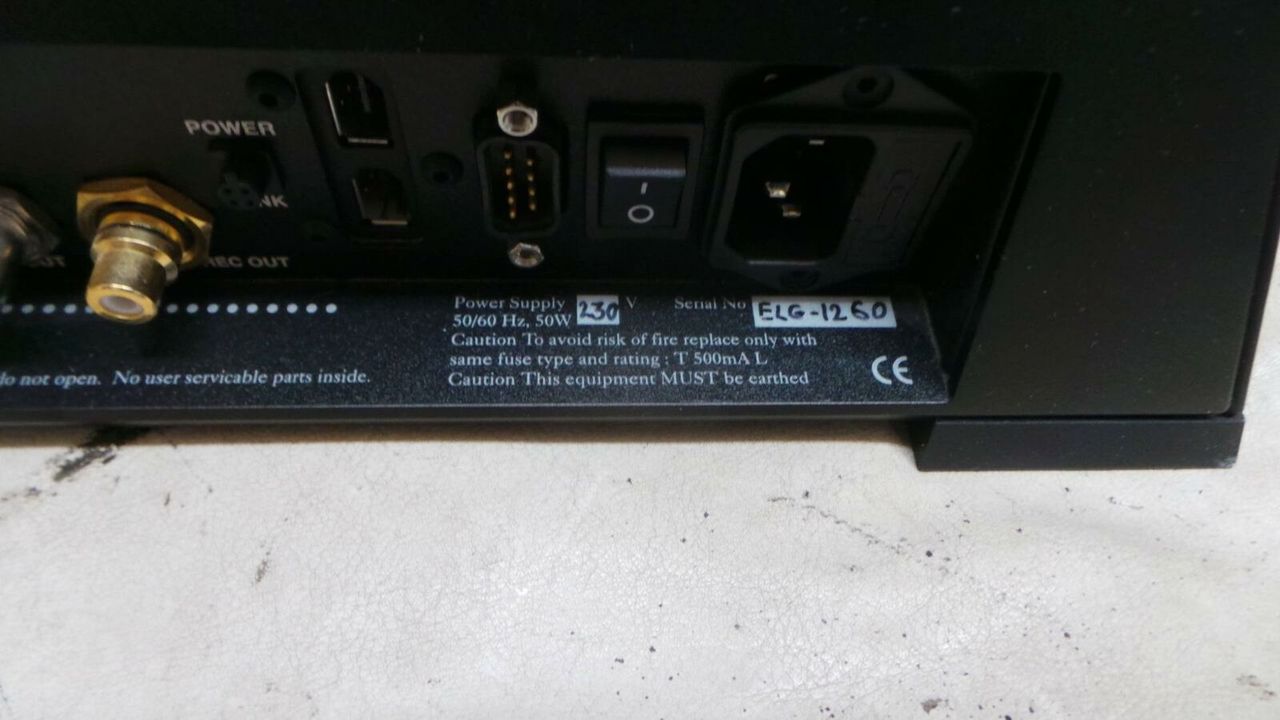 POWER
REC OUT
Power Supply 230 V Serial No ELG-1260
50/60 Hz, 50W
Caution To avoid risk of fire replace only with
same fuse type and rating : T 500mA L
do not open. No user servicable parts inside.
Caution This equipment MUST be earthed
CE
I
O